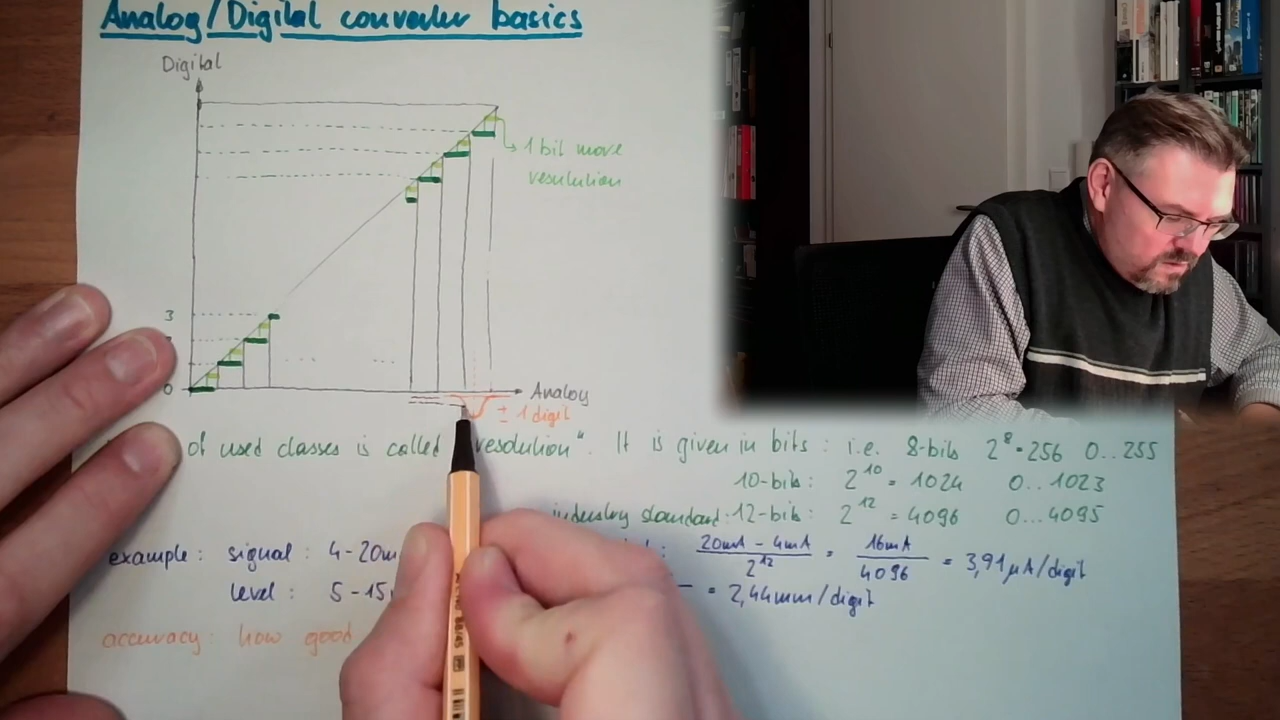 Analog/Digital converter basics
Digital
1 bit more
resolution
3
0
Analog
± 1 digit
of used classes is called resolution". It is given in bits : i.e. 8-bits 2⁸=256 0..255
10-bits: 2¹⁰ = 1024 0...1023
industry standard: 12-bits: 2¹² = 4096 0...4095
example: signal: 4-20m : 20mA - 4mA / 2¹² = 16mA / 4096 = 3,91 µA/digit
level: 5-15 = 2,44mm/digit
accuracy: how good